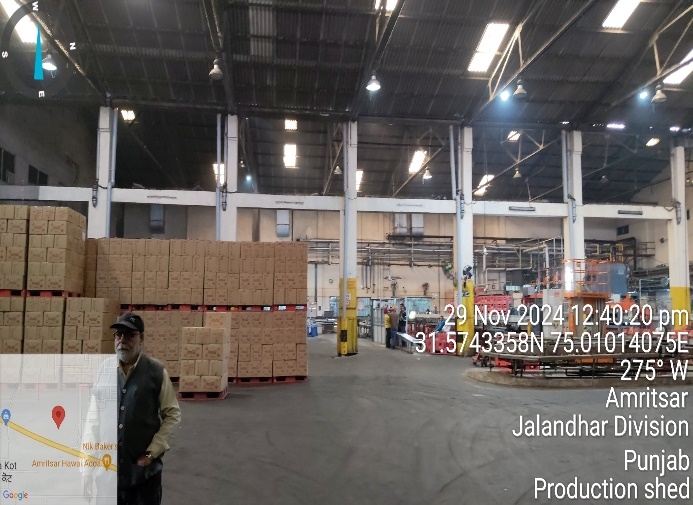 W
N
S
E
29 Nov 2024 12:40:20 pm
31.5743358N 75.01014075E
275° W
Amritsar
Jalandhar Division
Punjab
Production shed
Nik Baker's
Amritsar Hawai Adda
Kot
ਕੋਟ
Google